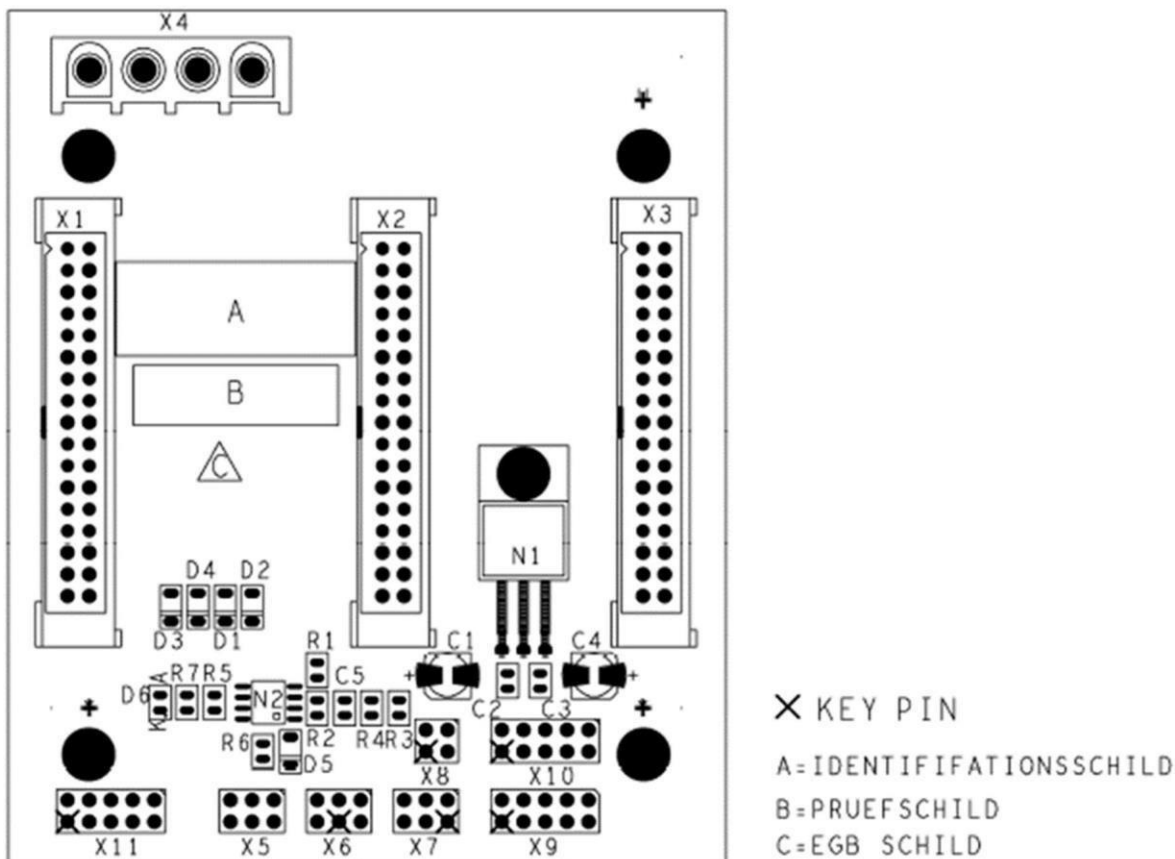 X4
X1 X2 X3
A
B
C
N1
D4 D2
D3 D1
R1 C1 C4
R7 R5 C5
D6 N2 C2 C3
K A
R6 R2 R4 R3
D5
X8 X10
X11 X5 X6 X7 X9
X KEY PIN
A=IDENTIFIFATIONSSCHILD
B=PRUEFSCHILD
C=EGB SCHILD